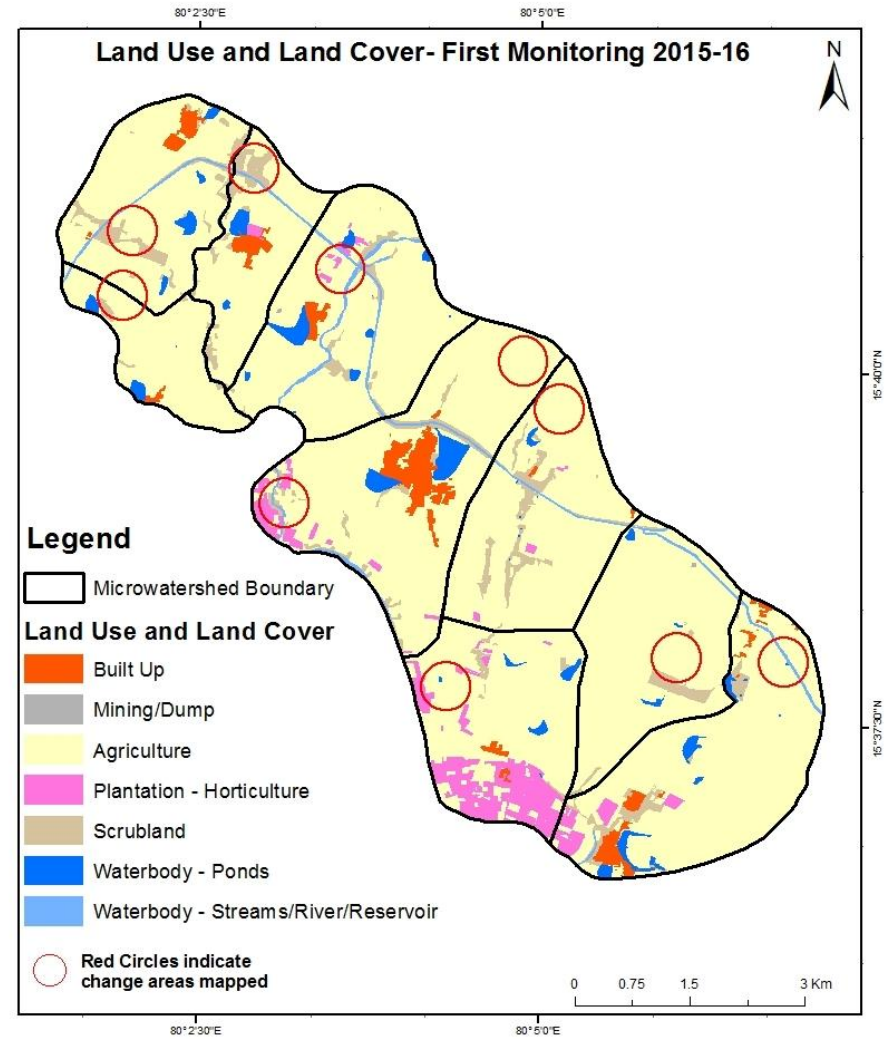 80°2'30"E 80°5'0"E
Land Use and Land Cover- First Monitoring 2015-16
N
15°40'0"N
Legend
Microwatershed Boundary
Land Use and Land Cover
Built Up
Mining/Dump
Agriculture
Plantation - Horticulture
Scrubland
Waterbody - Ponds
Waterbody - Streams/River/Reservoir
15°37'30"N
Red Circles indicate
change areas mapped
0 0.75 1.5 3 Km
80°2'30"E 80°5'0"E